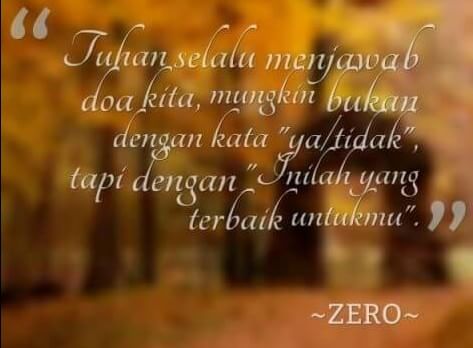 “Tuhan selalu menjawab
doa kita, mungkin bukan
dengan kata "ya/tidak",
tapi dengan "Inilah yang
terbaik untukmu".”
~ZERO~